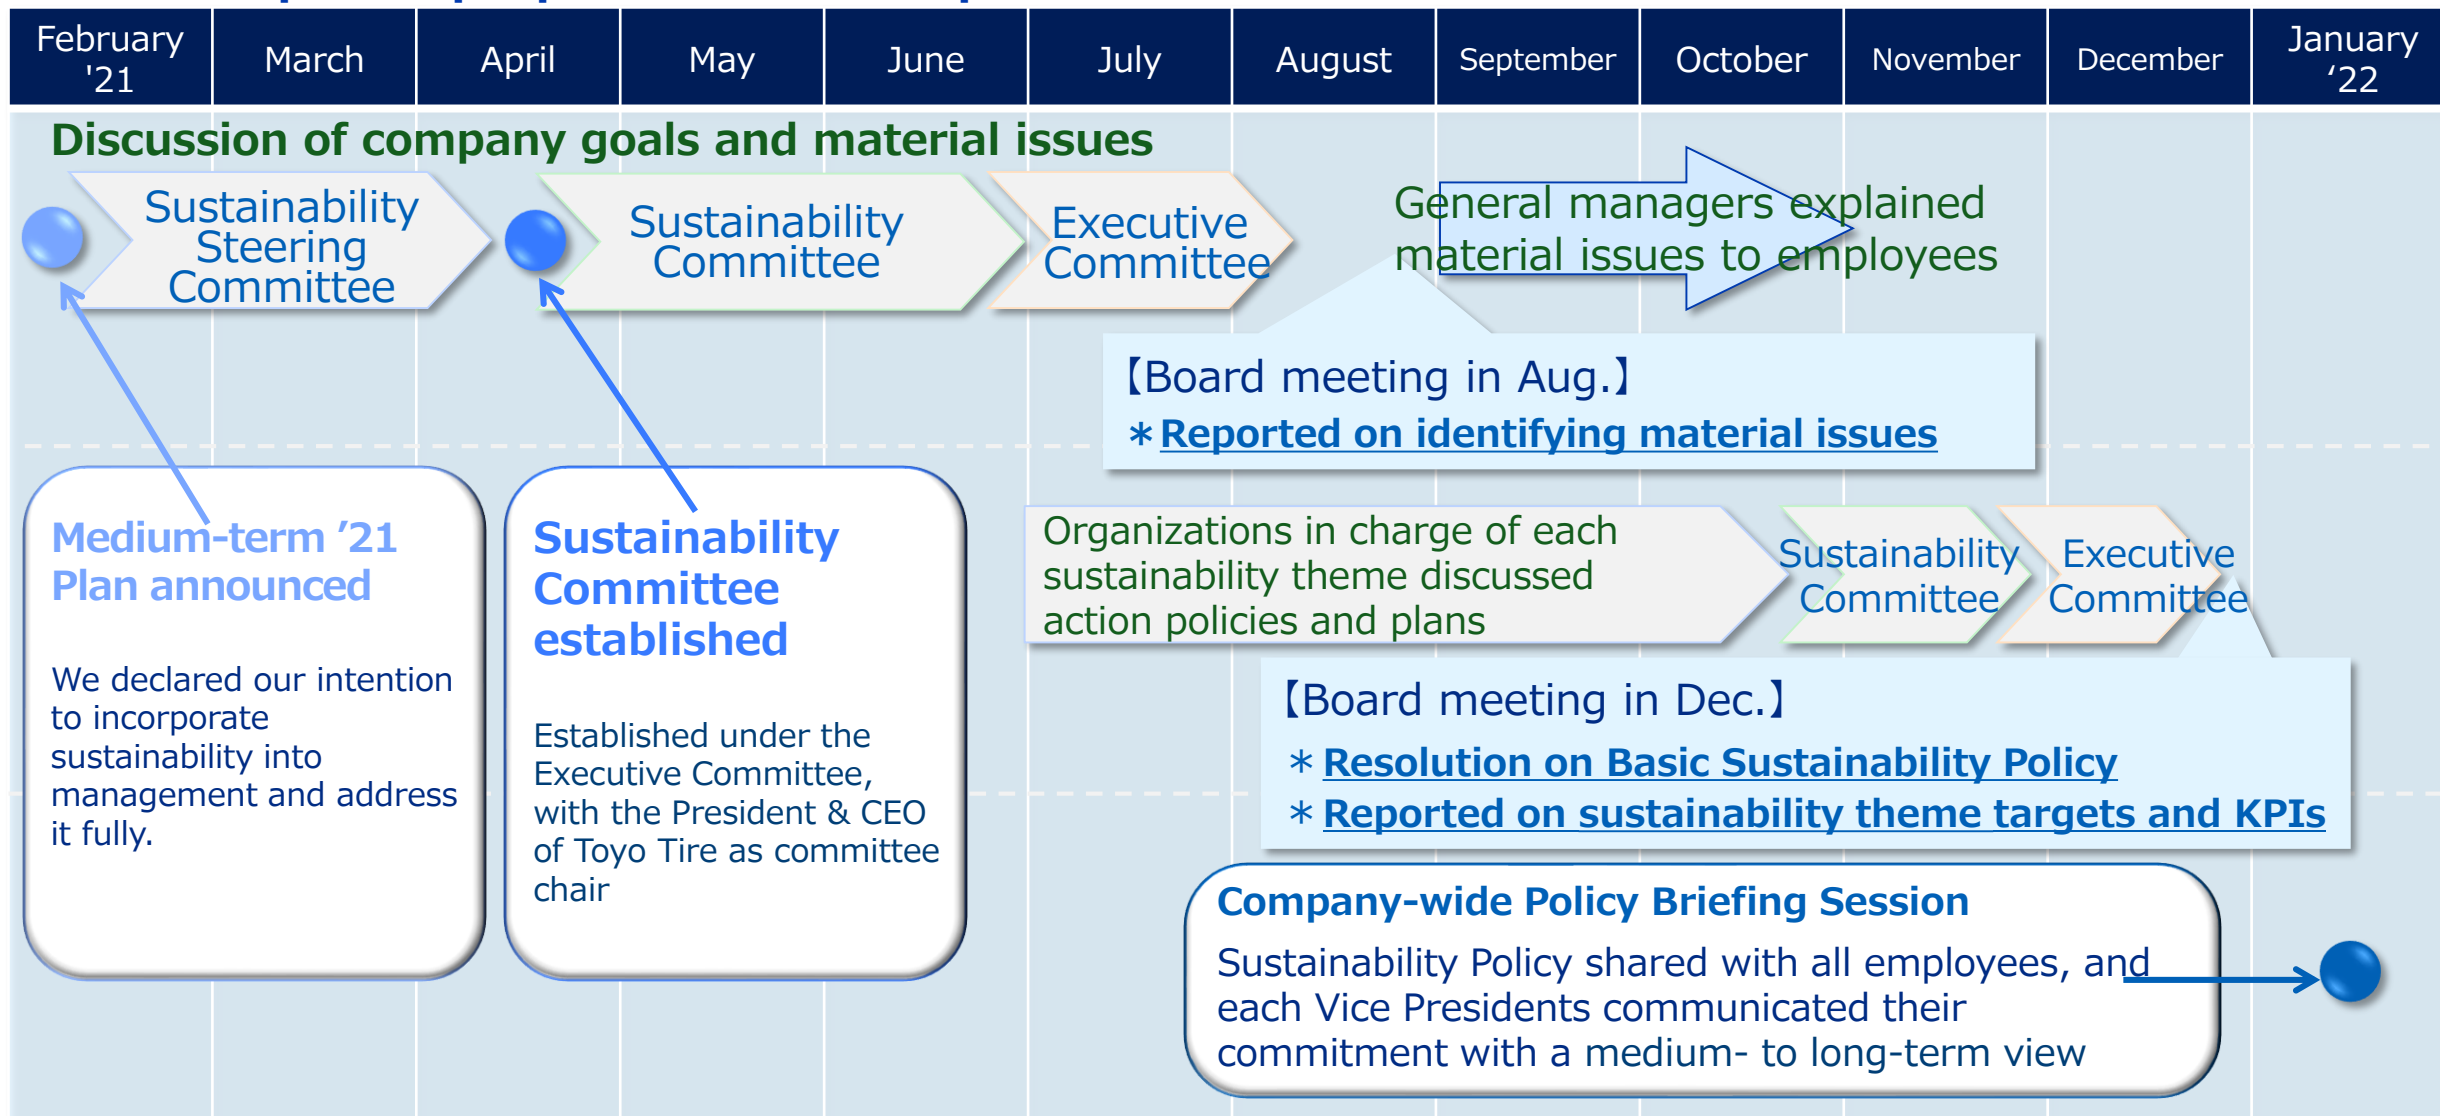 February
'21
March
April
May
June
July
August
September
October
November
December
January
‘22
Discussion of company goals and material issues
Sustainability
Steering
Committee
Sustainability
Committee
Executive
Committee
General managers explained
material issues to employees
【Board meeting in Aug.】
＊Reported on identifying material issues
Medium-term ’21
Plan announced
We declared our intention
to incorporate
sustainability into
management and address
it fully.
Sustainability
Committee
established
Established under the
Executive Committee,
with the President & CEO
of Toyo Tire as committee
chair
Organizations in charge of each
sustainability theme discussed
action policies and plans
Sustainability
Committee
Executive
Committee
【Board meeting in Dec.】
＊Resolution on Basic Sustainability Policy
＊Reported on sustainability theme targets and KPIs
Company-wide Policy Briefing Session
Sustainability Policy shared with all employees, and
each Vice Presidents communicated their
commitment with a medium- to long-term view